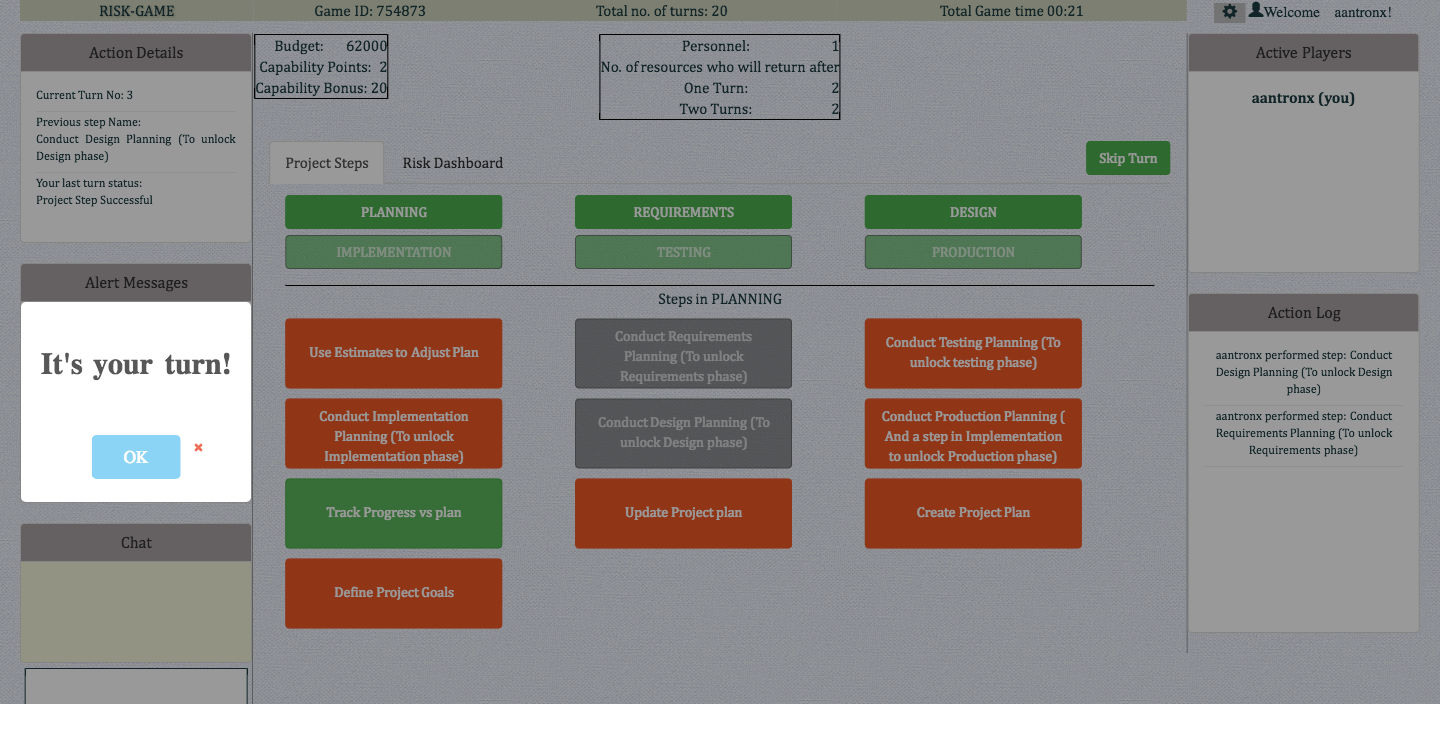 RISK-GAME
Game ID: 754873
Total no. of turns: 20
Total Game time 00:21
Welcome aantronx!
Action Details
Current Turn No: 3
Previous step Name:
Conduct Design Planning (To unlock
Design phase)
Your last turn status:
Project Step Successful
Alert Messages
It's your turn!
OK
Chat
Budget: 62000
Capability Points: 2
Capability Bonus: 20
Personnel: 1
No. of resources who will return after
One Turn: 2
Two Turns: 2
Project Steps
Risk Dashboard
Skip Turn
PLANNING
REQUIREMENTS
DESIGN
IMPLEMENTATION
TESTING
PRODUCTION
Steps in PLANNING
Use Estimates to Adjust Plan
Conduct Requirements
Planning (To unlock
Requirements phase)
Conduct Testing Planning (To
unlock testing phase)
Conduct Implementation
Planning (To unlock
Implementation phase)
Conduct Design Planning (To
unlock Design phase)
Conduct Production Planning (
And a step in Implementation
to unlock Production phase)
Track Progress vs plan
Update Project plan
Create Project Plan
Define Project Goals
Active Players
aantronx (you)
Action Log
aantronx performed step: Conduct
Design Planning (To unlock Design
phase)
aantronx performed step: Conduct
Requirements Planning (To unlock
Requirements phase)